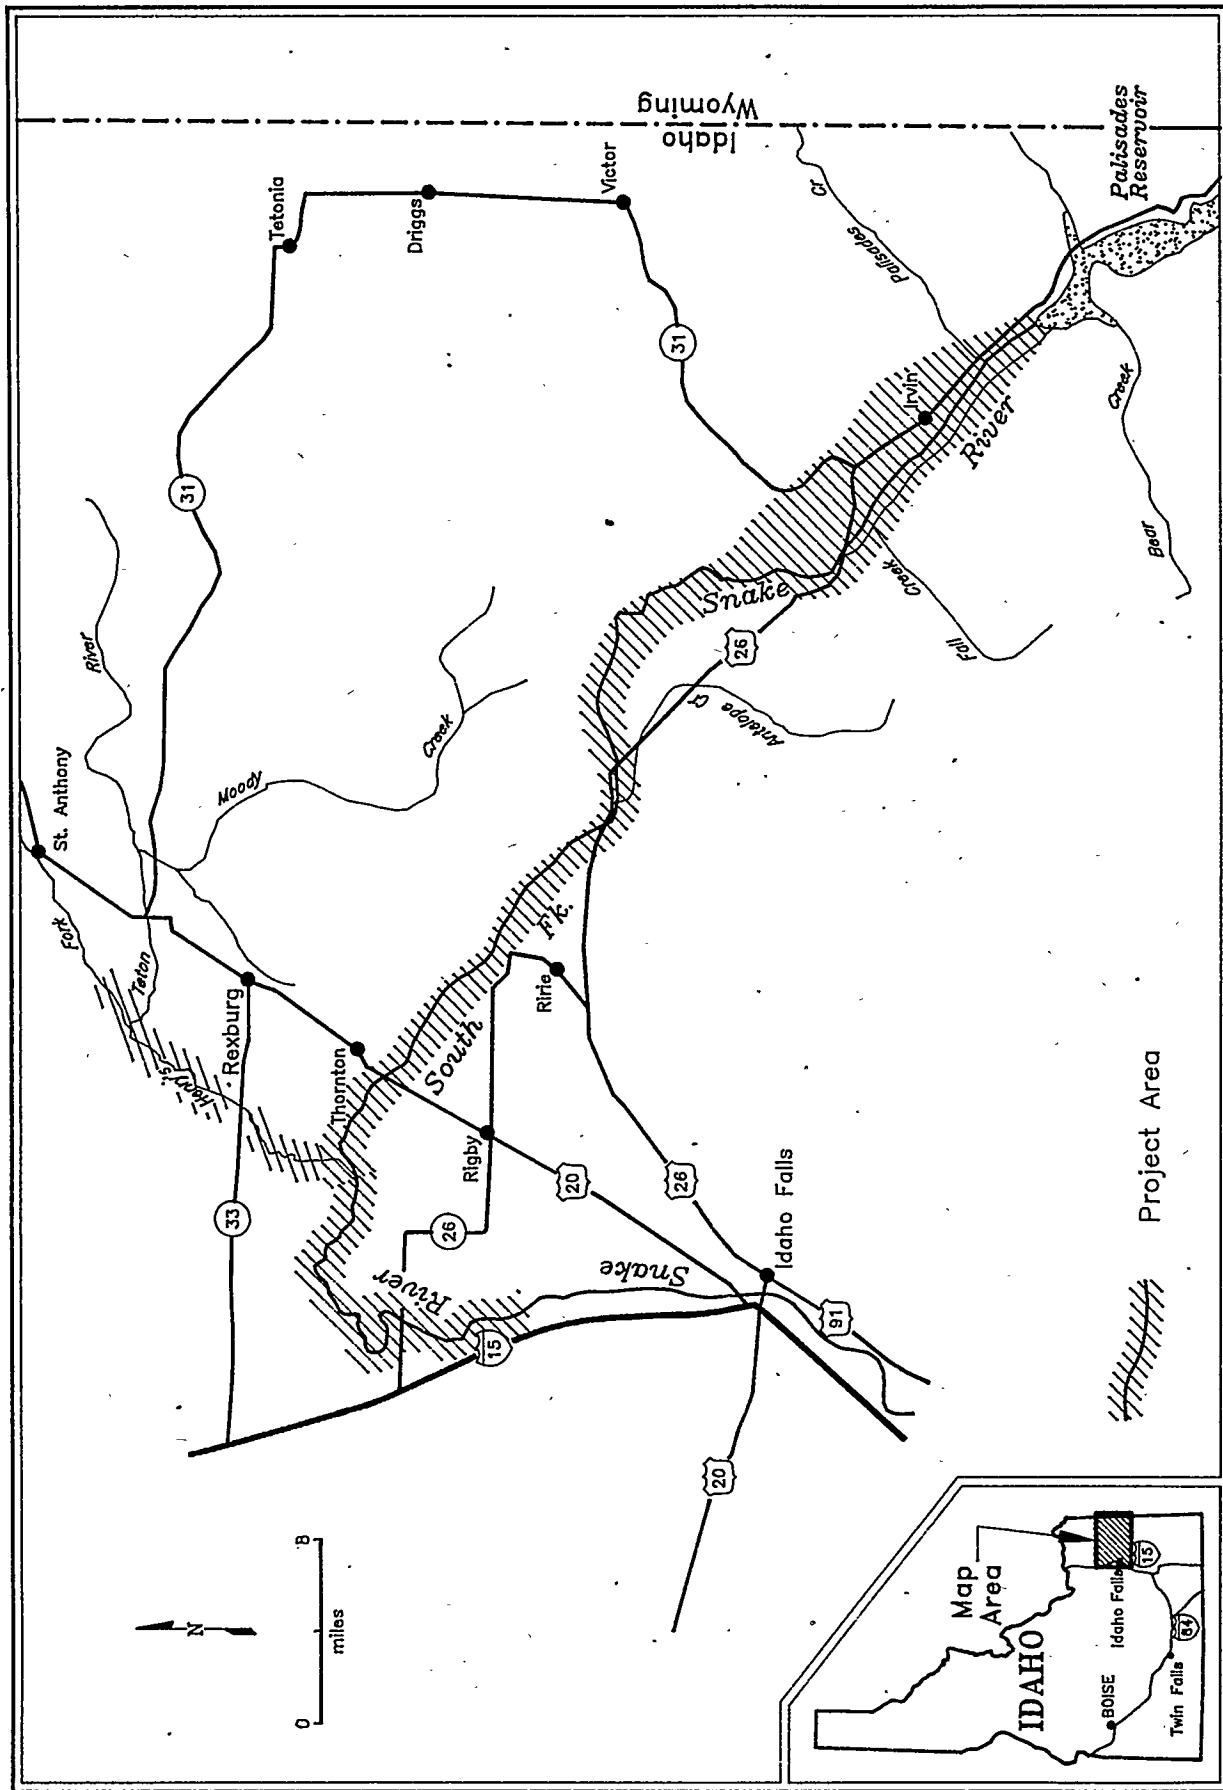 St. Anthony
Fork
Teton
River
31
Tetonia
Driggs
Victor
31
Idaho
Wyoming
Moody
Creek
Rexburg
Henry's
33
Thornton
Rigby
26
South
Fk.
Snake
River
Ririe
26
Antelope Cr
Fall
Creek
Irvin
Palisades
Cr
Palisades
Reservoir
Bear
Creek
20
26
River
Snake
15
Idaho Falls
91
20
N
0
8
miles
Project Area
Map
Area
IDAHO
BOISE
Idaho Falls
15
84
Twin Falls